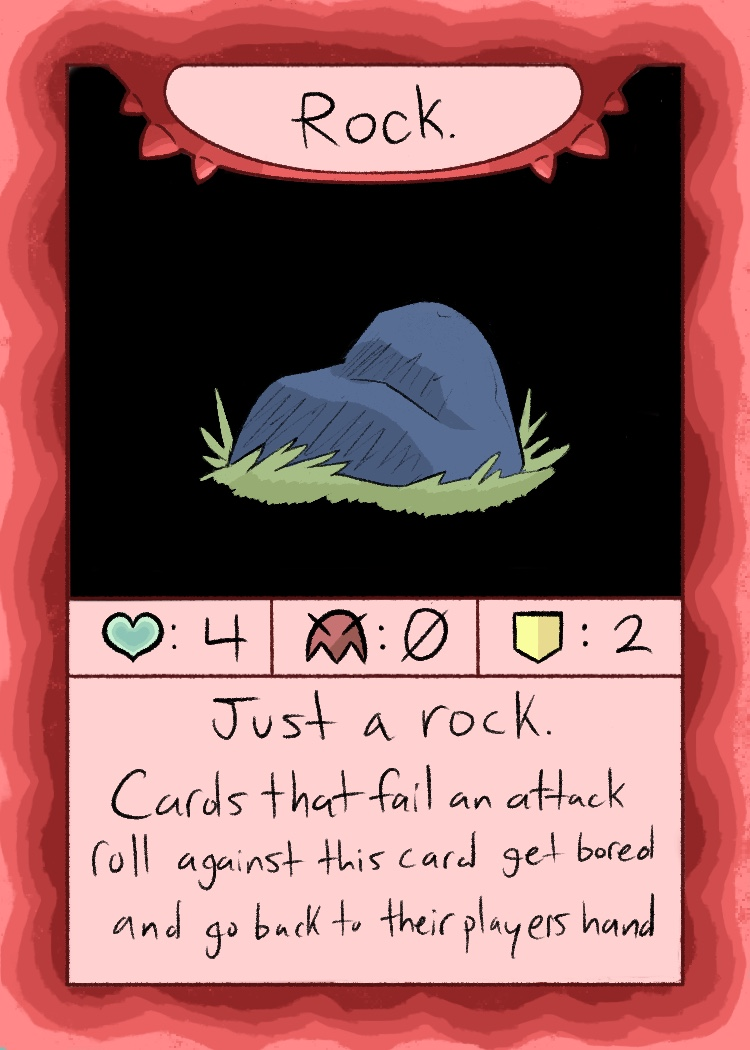 Rock.
: 4 : 0 : 2
Just a rock.
Cards that fail an attack
roll against this card get bored
and go back to their players hand